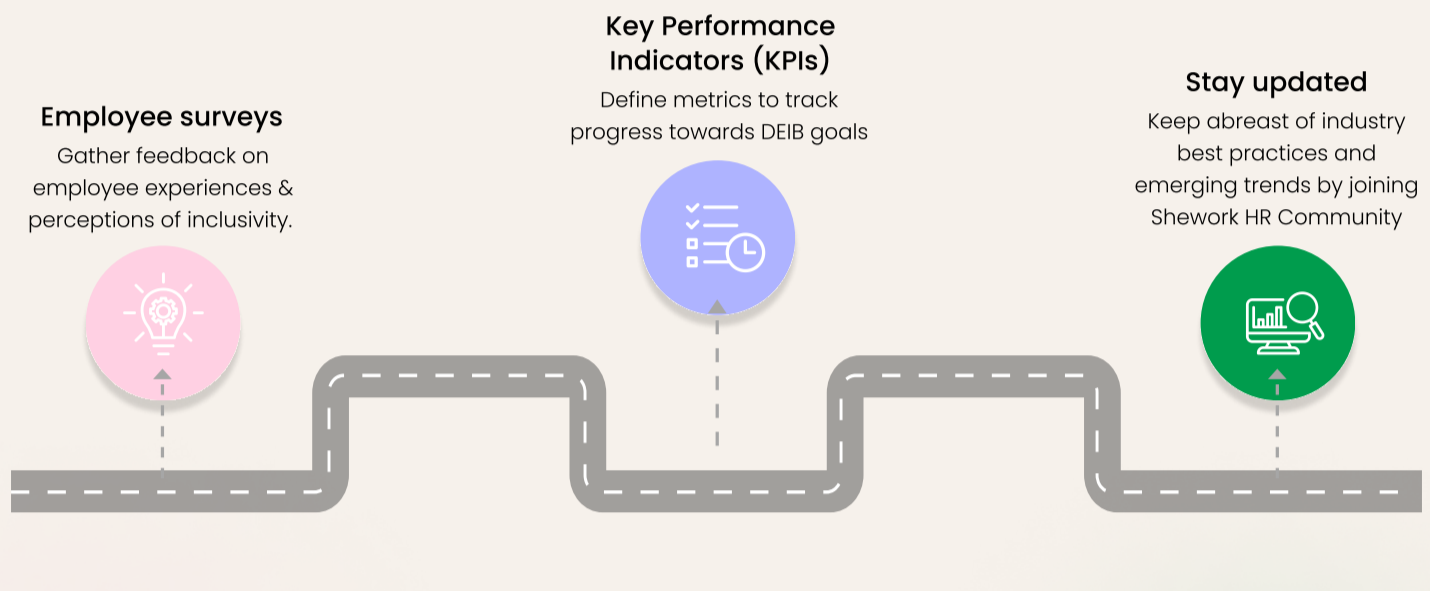 Employee surveys
Gather feedback on
employee experiences &
perceptions of inclusivity.
Key Performance
Indicators (KPIs)
Define metrics to track
progress towards DEIB goals
Stay updated
Keep abreast of industry
best practices and
emerging trends by joining
Shework HR Community